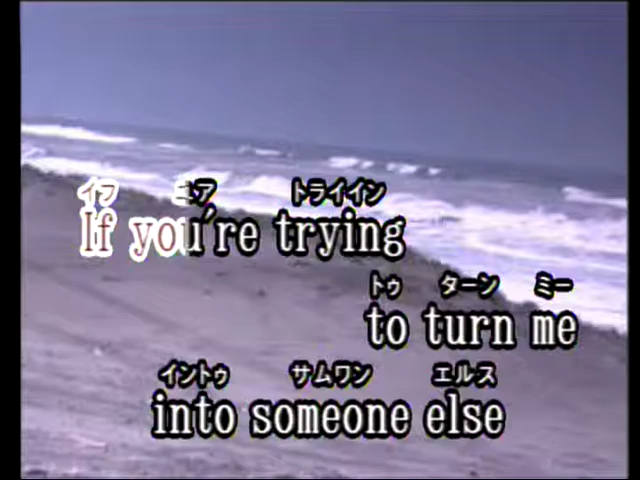 イフ ユア トライイン
If you're trying
トゥ ターン ミー
to turn me
イントゥ サムワン エルス
into someone else